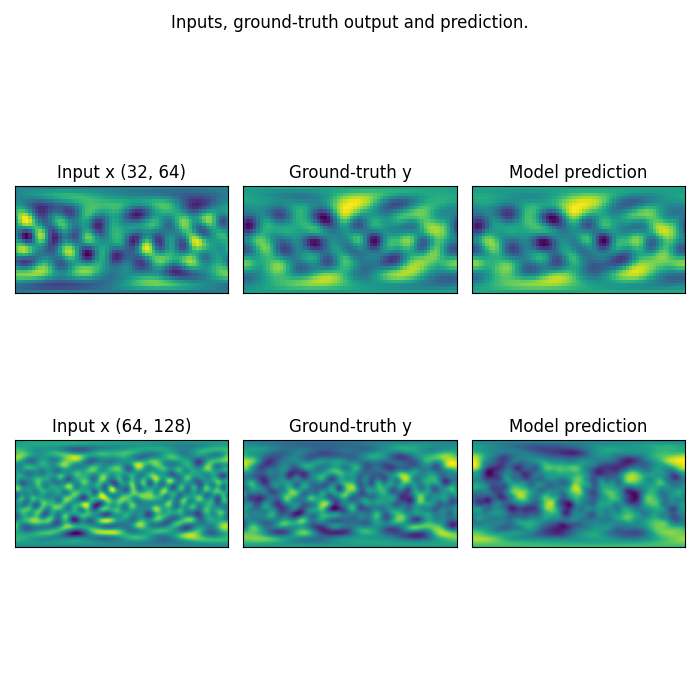 Inputs, ground-truth output and prediction.
Input x (32, 64)
Ground-truth y
Model prediction
Input x (64, 128)
Ground-truth y
Model prediction